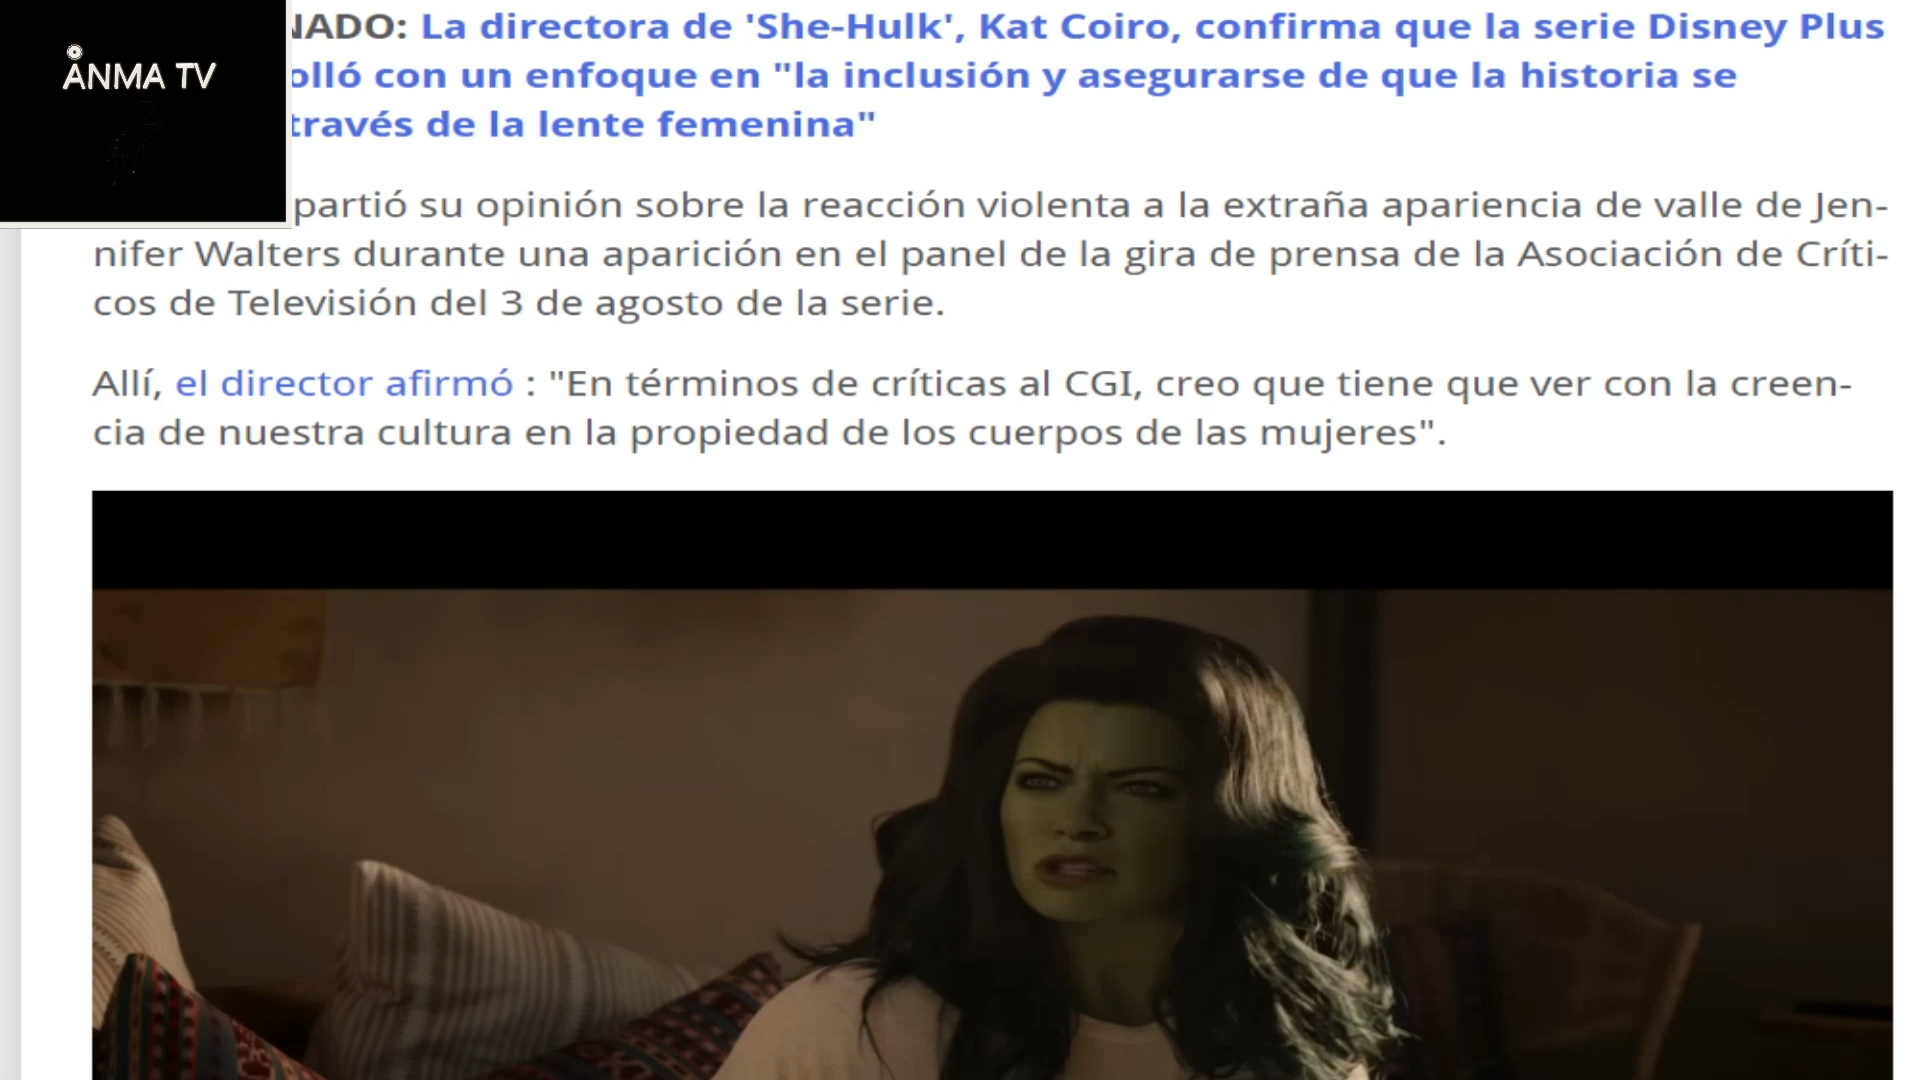 ANMA TV
NADO: La directora de 'She-Hulk', Kat Coiro, confirma que la serie Disney Plus
olló con un enfoque en "la inclusión y asegurarse de que la historia se
través de la lente femenina"
partió su opinión sobre la reacción violenta a la extraña apariencia de valle de Jen-
nifer Walters durante una aparición en el panel de la gira de prensa de la Asociación de Críti-
cos de Televisión del 3 de agosto de la serie.
Allí, el director afirmó : "En términos de críticas al CGI, creo que tiene que ver con la creen-
cia de nuestra cultura en la propiedad de los cuerpos de las mujeres".